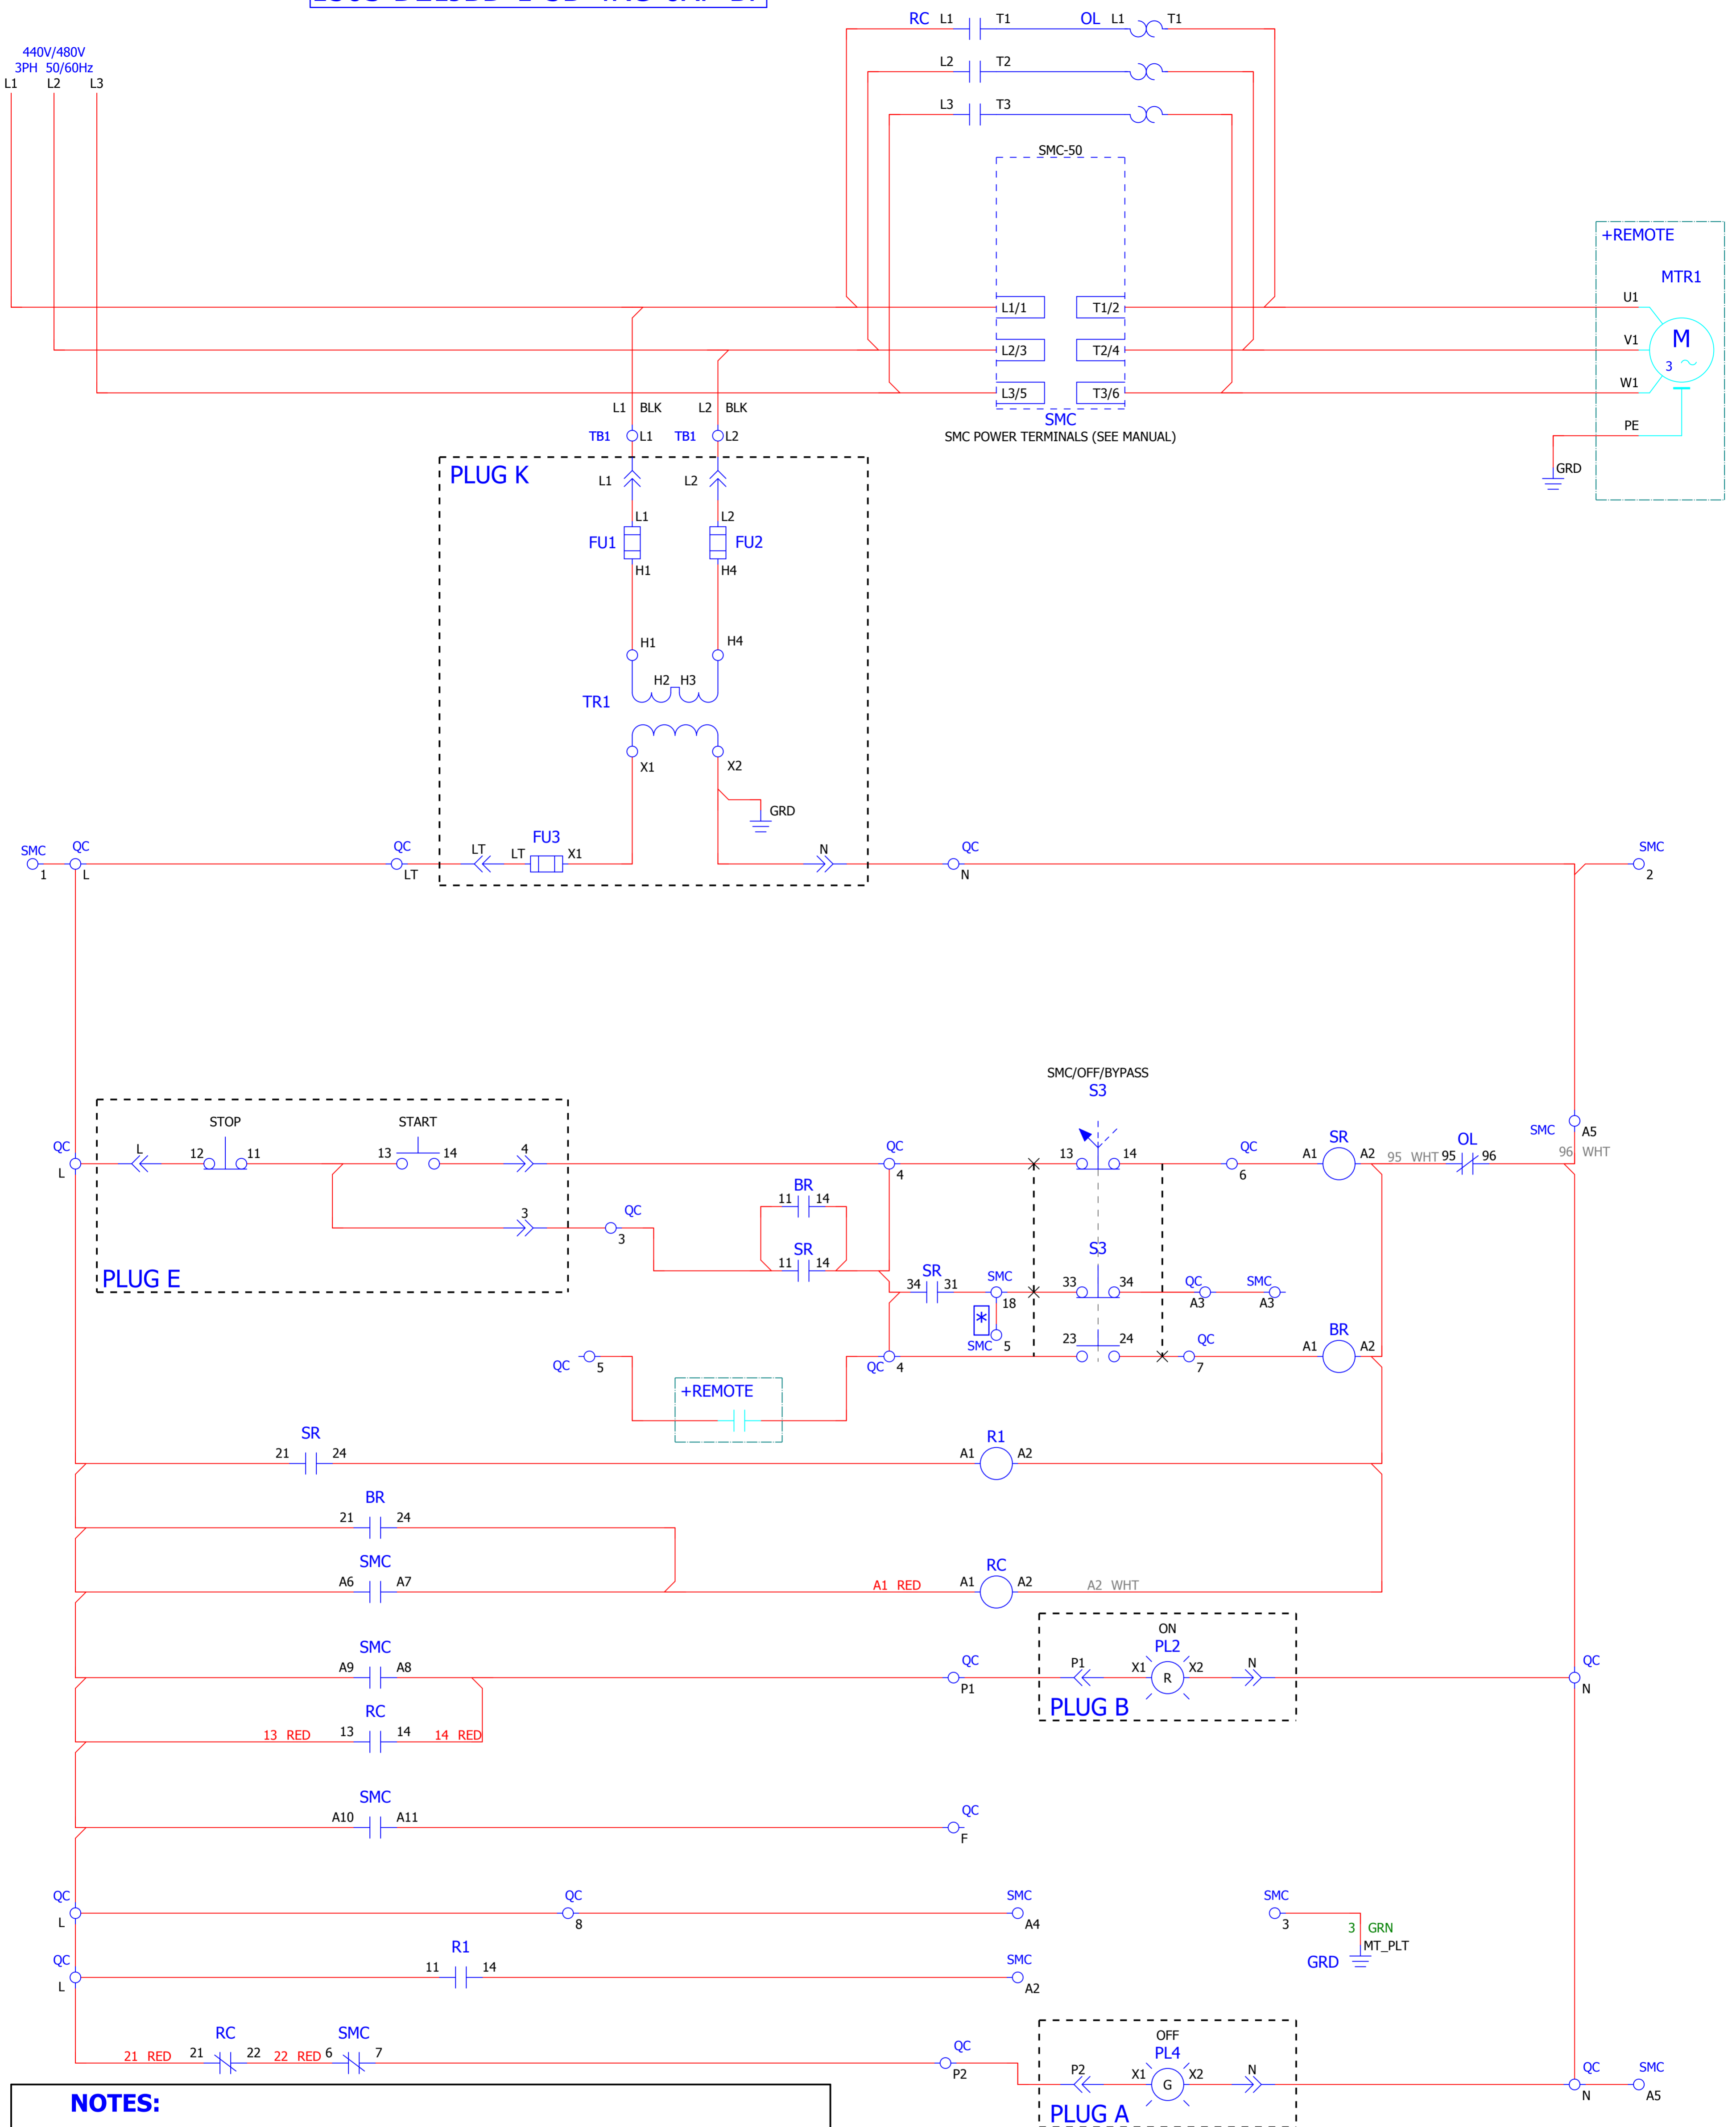 RC L1 T1 OL L1 T1
440V/480V
3PH 50/60Hz
L1 L2 L3
L2 T2
L3 T3
SMC-50
+REMOTE
MTR1
L1/1 T1/2 U1
M
3
L2/3 T2/4 V1
L3/5 T3/6 W1
L1 BLK L2 BLK
SMC
SMC POWER TERMINALS (SEE MANUAL)
TB1 L1 TB1 L2
PE
GRD
PLUG K
L1 L2
L1 L2
FU1 FU2
H1 H4
H1 H4
H2 H3
TR1
X1 X2
GRD
SMC QC QC FU3 QC SMC
LT LT X1 N
1 L LT N 2
SMC/OFF/BYPASS
S3
STOP START
SMC A5
QC L 4 QC QC SR OL
12 11 13 14 13 14 A1 A2 95 WHT 95 96 96 WHT
L 4 6
BR
11 14
3 QC
3
SR S3
11 14
PLUG E
SR SMC QC SMC
34 31 33 34
18 A3 A3
*
SMC 5
BR
23 24 QC A1 A2
QC 5 QC 4 7
+REMOTE
SR R1
21 24 A1 A2
BR
21 24
SMC RC
A6 A7 A1 RED A1 A2 A2 WHT
ON
SMC PL2
A9 A8 QC P1 X1 R X2 N QC
P1 N
RC PLUG B
13 RED 13 14 14 RED
SMC
A10 A11 QC
F
QC QC SMC SMC
L 8 A4 3
3 GRN
MT_PLT
GRD
QC R1 SMC
11 14
L A2
OFF
RC SMC PL4
21 RED 21 22 22 RED 6 7 QC
P2 P2 X1 G X2 N QC SMC
N A5
PLUG A
NOTES: